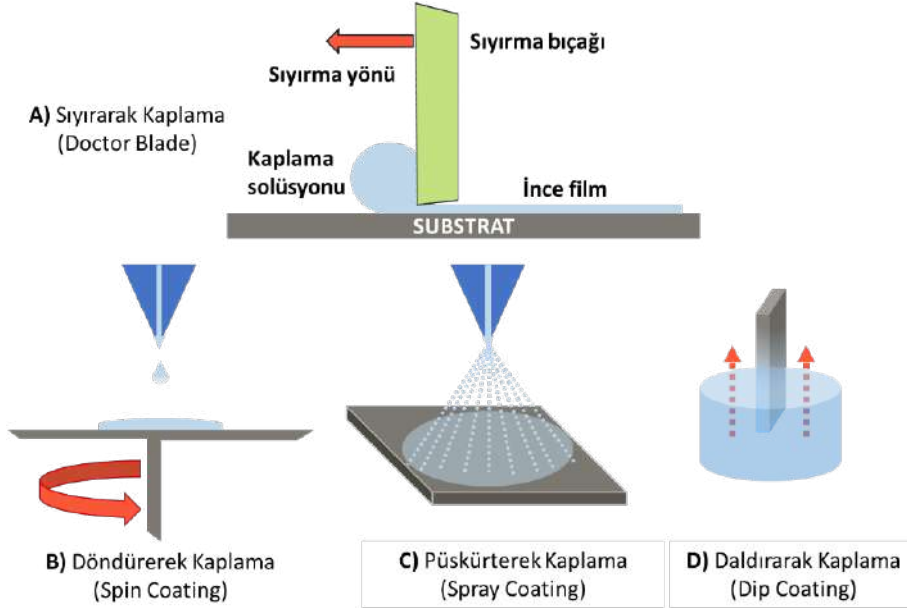 Sıyırma bıçağı
Sıyırma yönü
A) Sıyırarak Kaplama
(Doctor Blade)
Kaplama
solüsyonu
İnce film
SUBSTRAT
B) Döndürerek Kaplama
(Spin Coating)
C) Püskürterek Kaplama
(Spray Coating)
D) Daldırarak Kaplama
(Dip Coating)